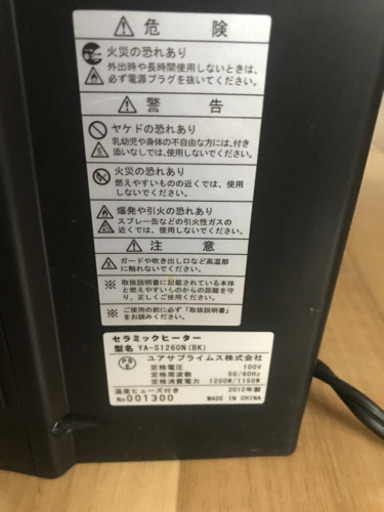 危 険
火災の恐れあり
外出時や長時間使用しないときは、
必ず電源プラグを抜いてください。
警 告
ヤケドの恐れあり
乳幼児や身体の不自由な方には、付き
添いなしでは、使用しないでください。
火災の恐れあり
燃えやすいものの近くでは、使用
しないでください。
爆発や引火の恐れあり
スプレー缶などの引火性ガスの
近くでは、使用しないでください。
注 意
ガードや吹き出し口など高温部
に触れないでください。
※ 取扱説明書に記載されている本体
と燃えやすいものからの距離を守
り、正しくご使用ください。
※ ご使用の前に必ず「取扱説明書」
をお読みください。
セラミックヒーター
型名 YA-S1260N(BK)
PSE
ユアサプライムス株式会社
定格電圧 100V
定格周波数 50/60Hz
定格消費電力 1200W/1150W
温度ヒューズ付き 2012年製
No.001300 MADE IN CHINA